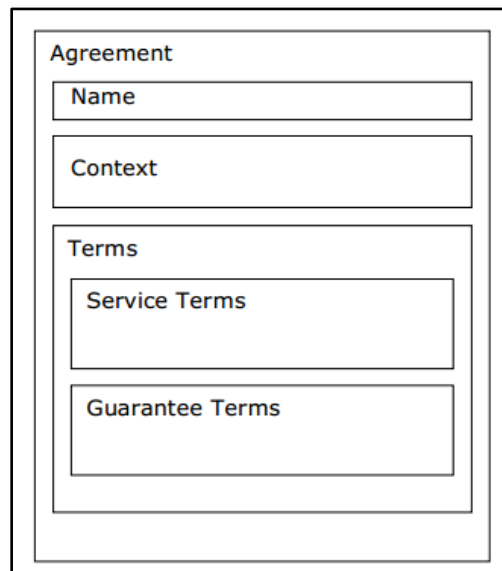 Agreement
Name
Context
Terms
Service Terms
Guarantee Terms